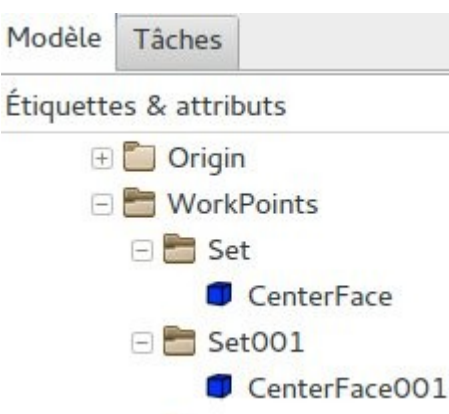 Modèle Tâches
Étiquettes & attributs
Origin
WorkPoints
Set
CenterFace
Set001
CenterFace001